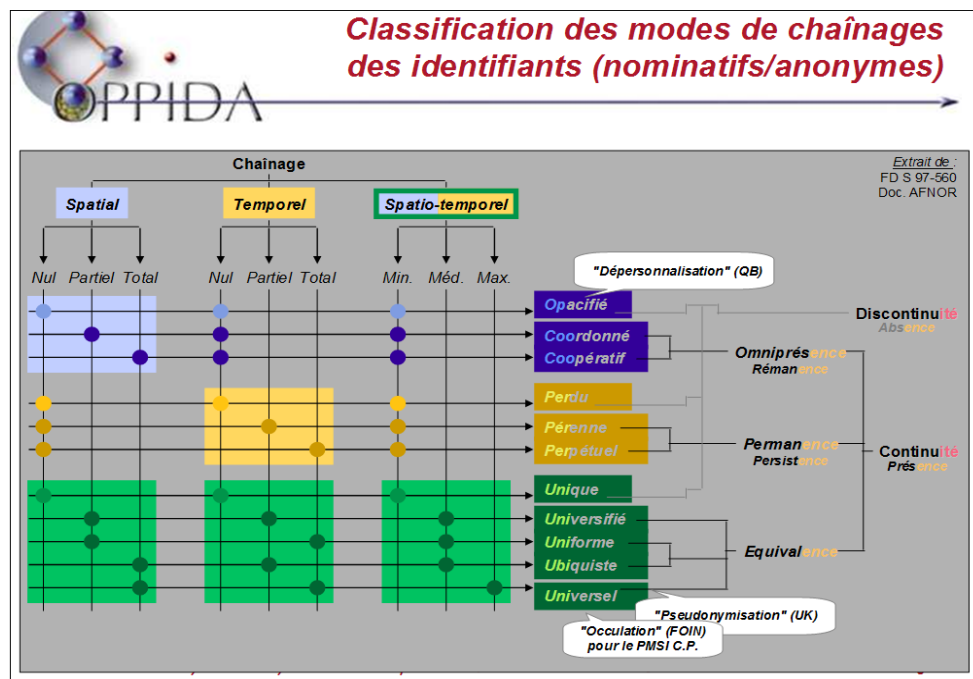 Classification des modes de chaînages
des identifiants (nominatifs/anonymes)
OPPIDA
Chaînage
Extrait de :
FD S 97-560
Doc. AFNOR
Spatial
Temporel
Spatio-temporel
Nul Partiel Total Nul Partiel Total Min. Méd. Max.
"Dépersonnalisation" (QB)
Opacifié
Discontinuité
Absence
Coordonné
Coopératif
Omniprésence
Rémanence
Perdu
Pérenne
Perpétuel
Permanence
Persistence
Continuité
Présence
Unique
Universifié
Uniforme
Ubiquiste
Equivalence
Universel
"Pseudonymisation" (UK)
"Occulation" (FOIN)
pour le PMSI C.P.